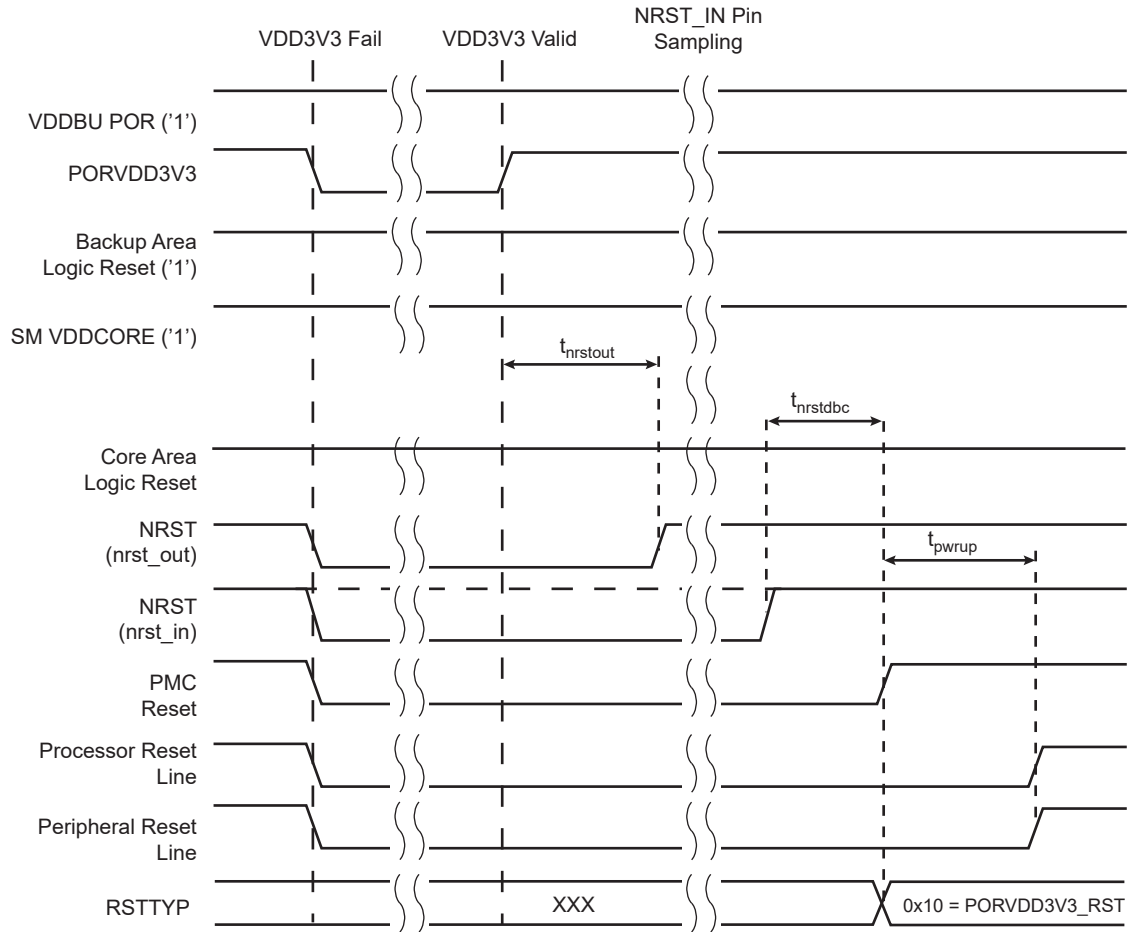 NRST_IN Pin
Sampling
VDD3V3 Fail
VDD3V3 Valid
VDDBU POR ('1')
PORVDD3V3
Backup Area
Logic Reset ('1')
SM VDDCORE ('1')
tnrstout
tnrstdbc
Core Area
Logic Reset
NRST
(nrst_out)
tpwrup
NRST
(nrst_in)
PMC
Reset
Processor Reset
Line
Peripheral Reset
Line
RSTTYP
XXX
0x10 = PORVDD3V3_RST